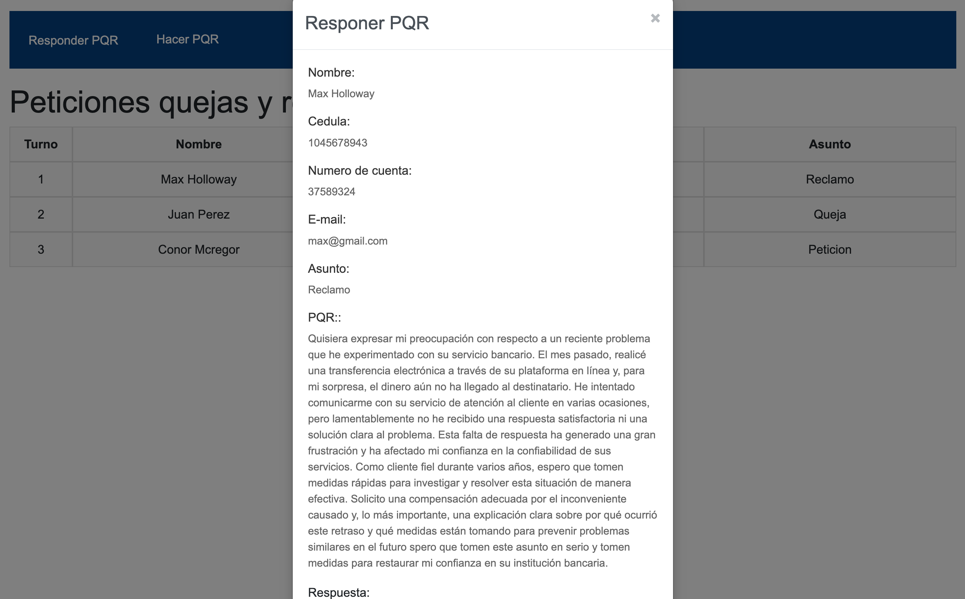 Responer PQR
×
Responder PQR
Hacer PQR
Peticiones quejas y r
Turno Nombre Asunto
1 Max Holloway Reclamo
2 Juan Perez Queja
3 Conor Mcregor Peticion
Nombre:
Max Holloway
Cedula:
1045678943
Numero de cuenta:
37589324
E-mail:
max@gmail.com
Asunto:
Reclamo
PQR::
Quisiera expresar mi preocupación con respecto a un reciente problema
que he experimentado con su servicio bancario. El mes pasado, realicé
una transferencia electrónica a través de su plataforma en línea y, para
mi sorpresa, el dinero aún no ha llegado al destinatario. He intentado
comunicarme con su servicio de atención al cliente en varias ocasiones,
pero lamentablemente no he recibido una respuesta satisfactoria ni una
solución clara al problema. Esta falta de respuesta ha generado una gran
frustración y ha afectado mi confianza en la confiabilidad de sus
servicios. Como cliente fiel durante varios años, espero que tomen
medidas rápidas para investigar y resolver esta situación de manera
efectiva. Solicito una compensación adecuada por el inconveniente
causado y, lo más importante, una explicación clara sobre por qué ocurrió
este retraso y qué medidas están tomando para prevenir problemas
similares en el futuro spero que tomen este asunto en serio y tomen
medidas para restaurar mi confianza en su institución bancaria.
Respuesta: